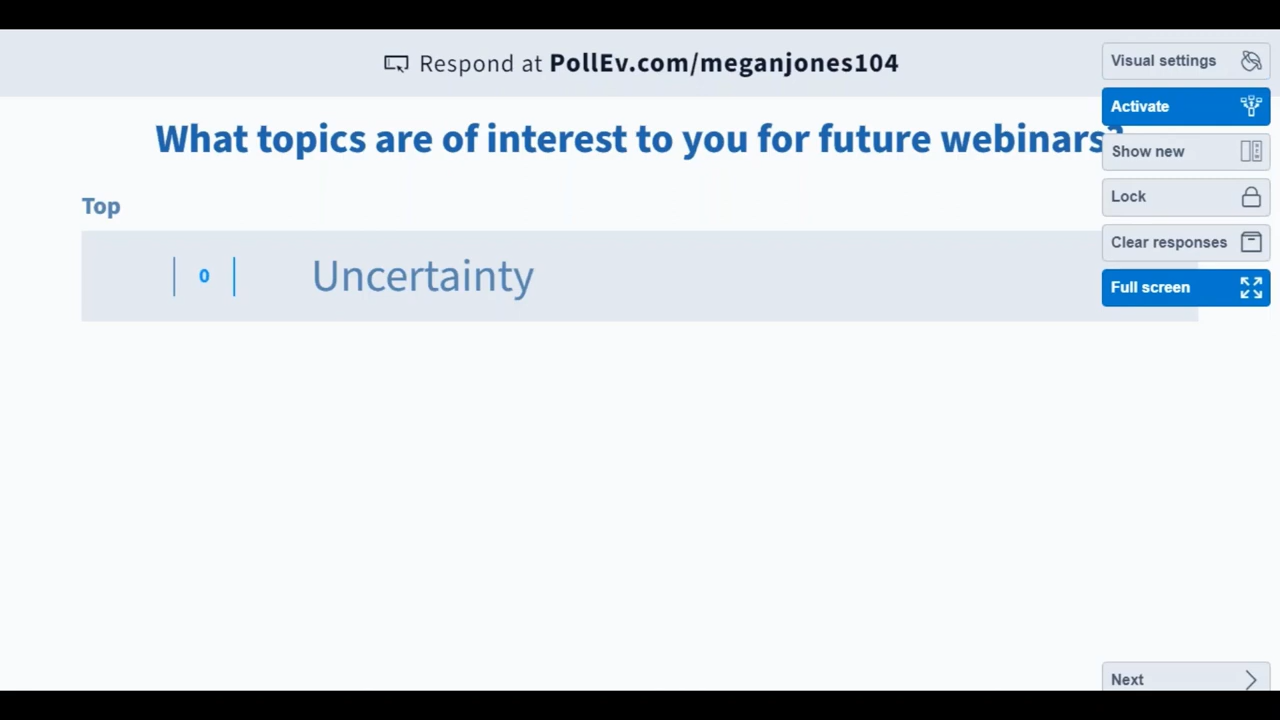 Respond at PollEv.com/meganjones104
Visual settings
Activate
What topics are of interest to you for future webinars?
Show new
Lock
Top
Clear responses
0 Uncertainty
Full screen
Next